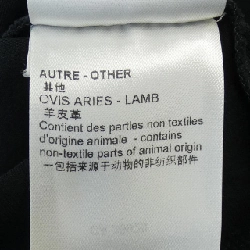 AUTRE - OTHER
其他
OVIS ARIES - LAMB
羊皮革
Contient des parties non textiles
d'origine animale - contains
non-textile parts of animal origin
一包括来源于动物的非纺织部件